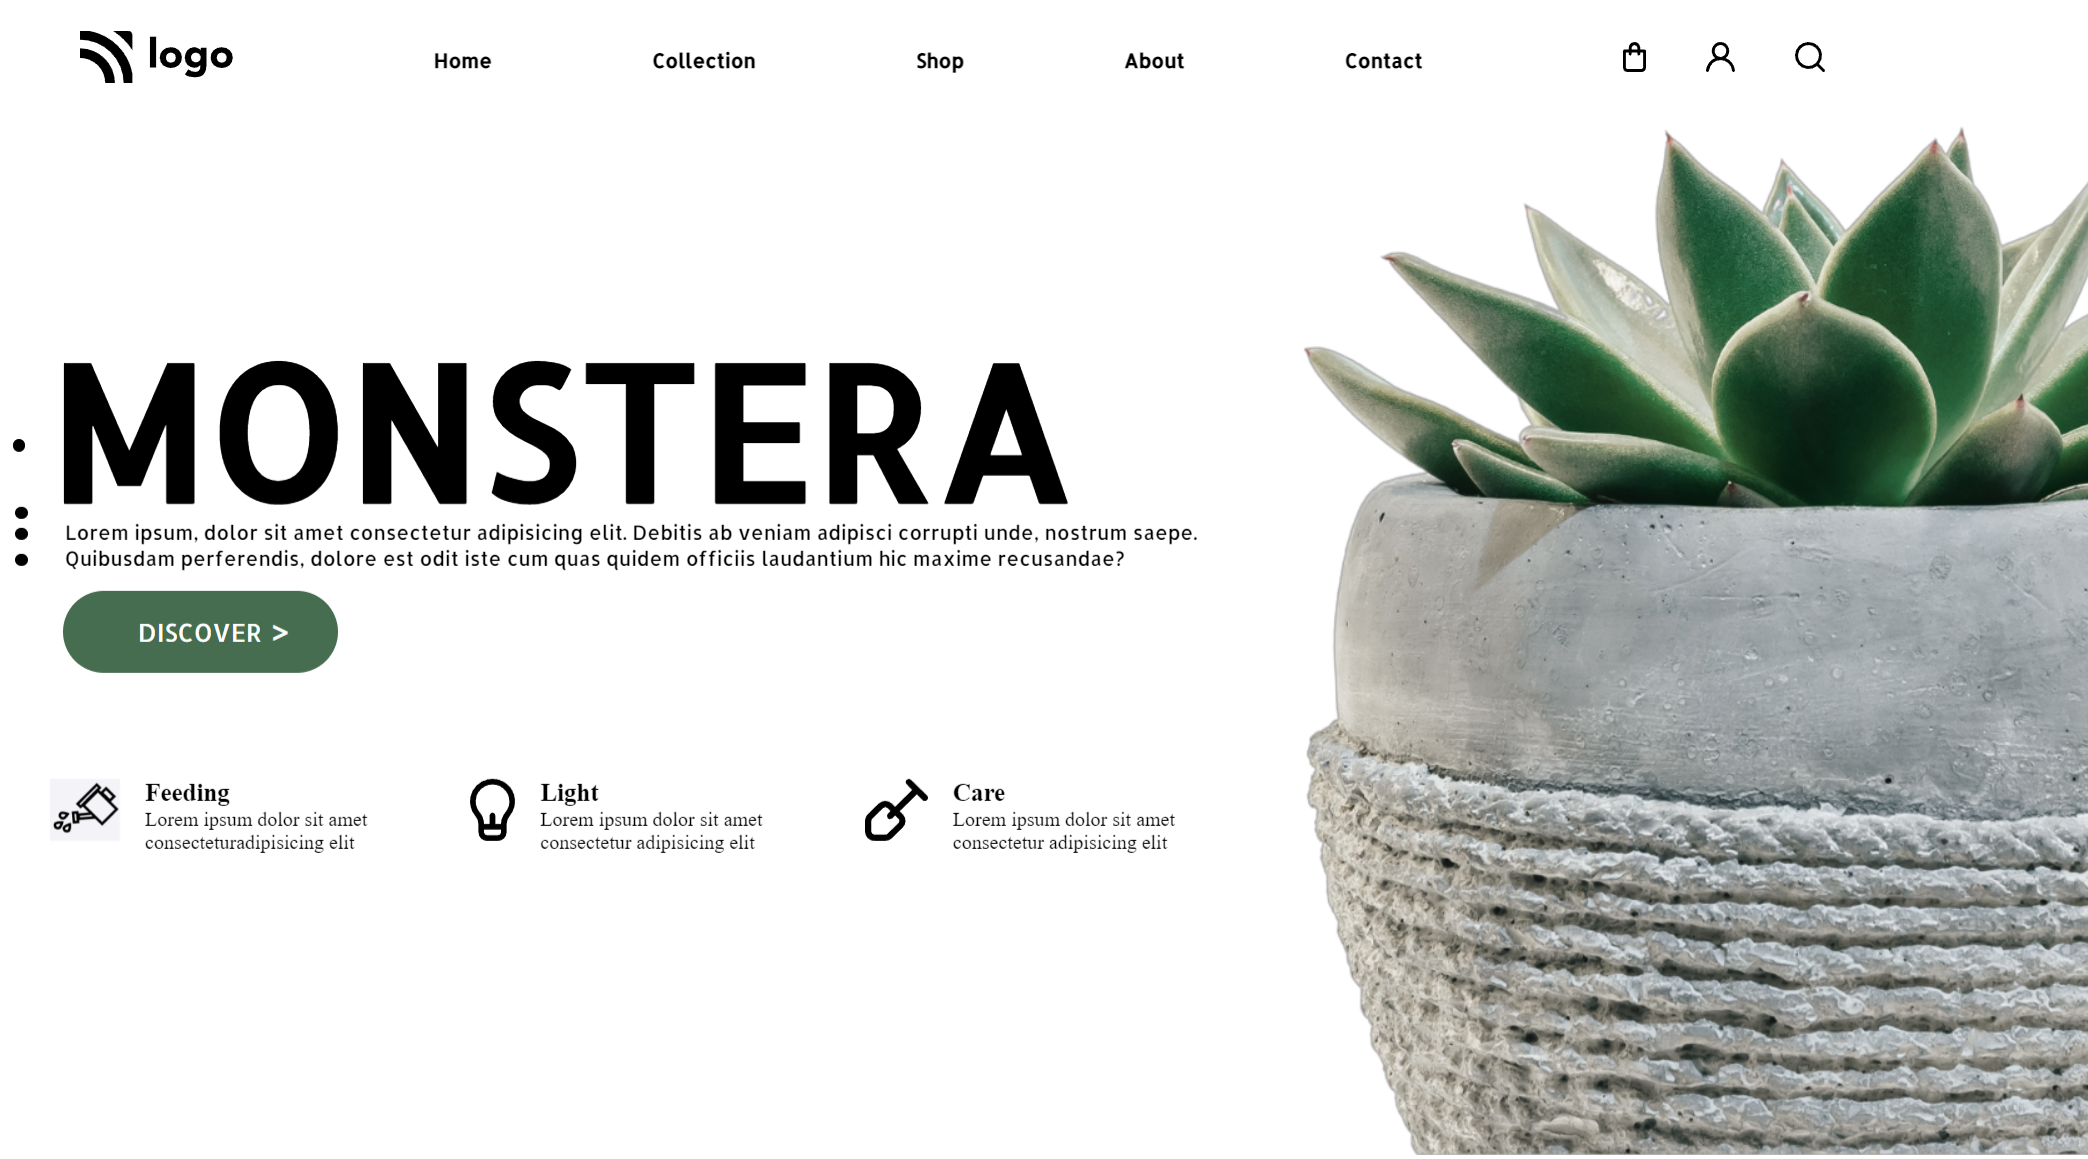 logo
Home
Collection
Shop
About
Contact
MONSTERA
Lorem ipsum, dolor sit amet consectetur adipisicing elit. Debitis ab veniam adipisci corrupti unde, nostrum saepe.
Quibusdam perferendis, dolore est odit iste cum quas quidem officiis laudantium hic maxime recusandae?
DISCOVER >
Feeding
Lorem ipsum dolor sit amet
consecteturadipisicing elit
Light
Lorem ipsum dolor sit amet
consectetur adipisicing elit
Care
Lorem ipsum dolor sit amet
consectetur adipisicing elit